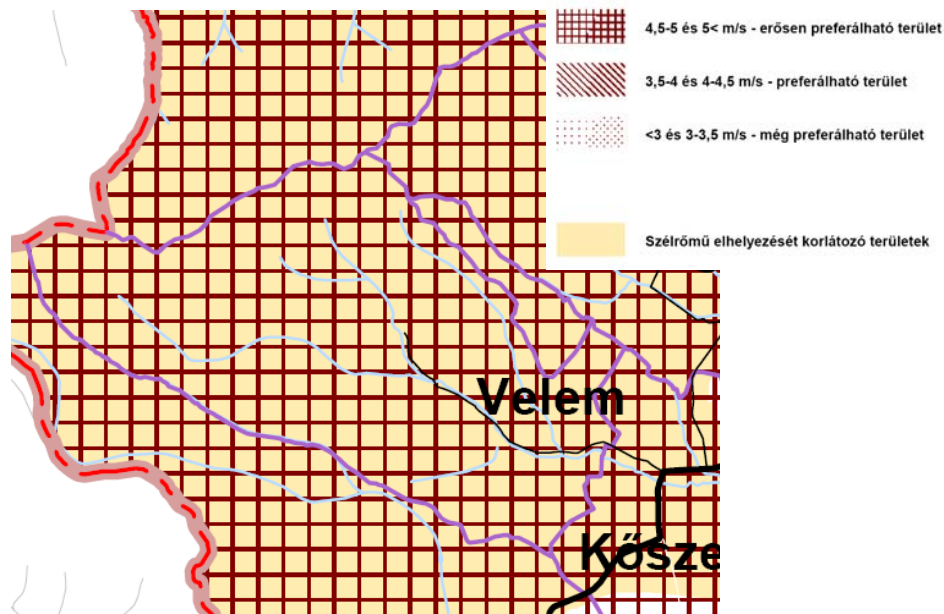 4,5-5 és 5< m/s - erősen preferálható terület
3,5-4 és 4-4,5 m/s - preferálható terület
<3 és 3-3,5 m/s - még preferálható terület
Szélrőmű elhelyezését korlátozó területek
Velem
Kősze